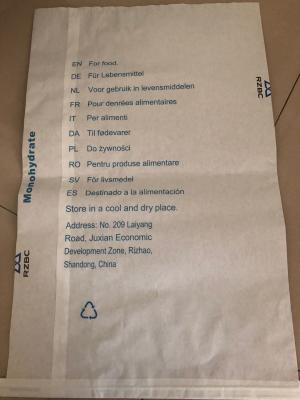 EN For food.
DE Für Lebensmittel
NL Voor gebruik in levensmiddelen
FR Pour denrées alimentaires
IT Per alimenti
DA Til fødevarer
PL Do żywności
RO Pentru produse alimentare
SV För livsmedel
ES Destinado a la alimentación
Store in a cool and dry place.
Address: No. 209 Laiyang
Road, Juxian Economic
Development Zone, Rizhao,
Shandong, China
Monohydrate
RZBC
RZBC